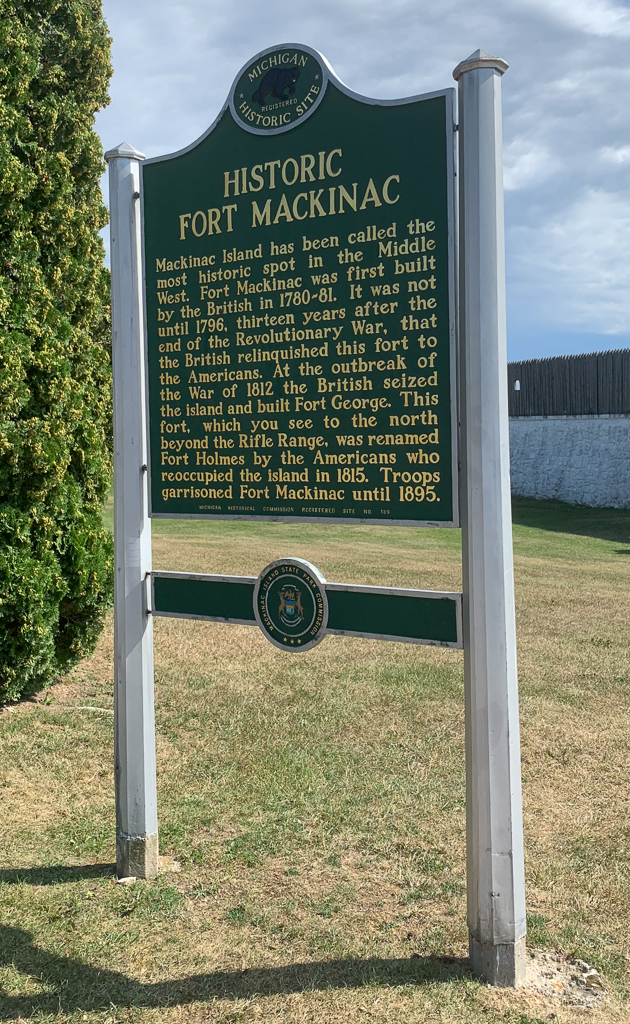 MICHIGAN
REGISTERED
HISTORIC SITE
HISTORIC
FORT MACKINAC
Mackinac Island has been called the
most historic spot in the Middle
West. Fort Mackinac was first built
by the British in 1780-81. It was not
until 1796, thirteen years after the
end of the Revolutionary War, that
the British relinquished this fort to
the Americans. At the outbreak of
the War of 1812 the British seized
the island and built Fort George. This
fort, which you see to the north
beyond the Rifle Range, was renamed
Fort Holmes by the Americans who
reoccupied the island in 1815. Troops
garrisoned Fort Mackinac until 1895.
MICHIGAN HISTORICAL COMMISSION REGISTERED SITE NO. 189
MACKINAC ISLAND STATE PARK COMMISSION